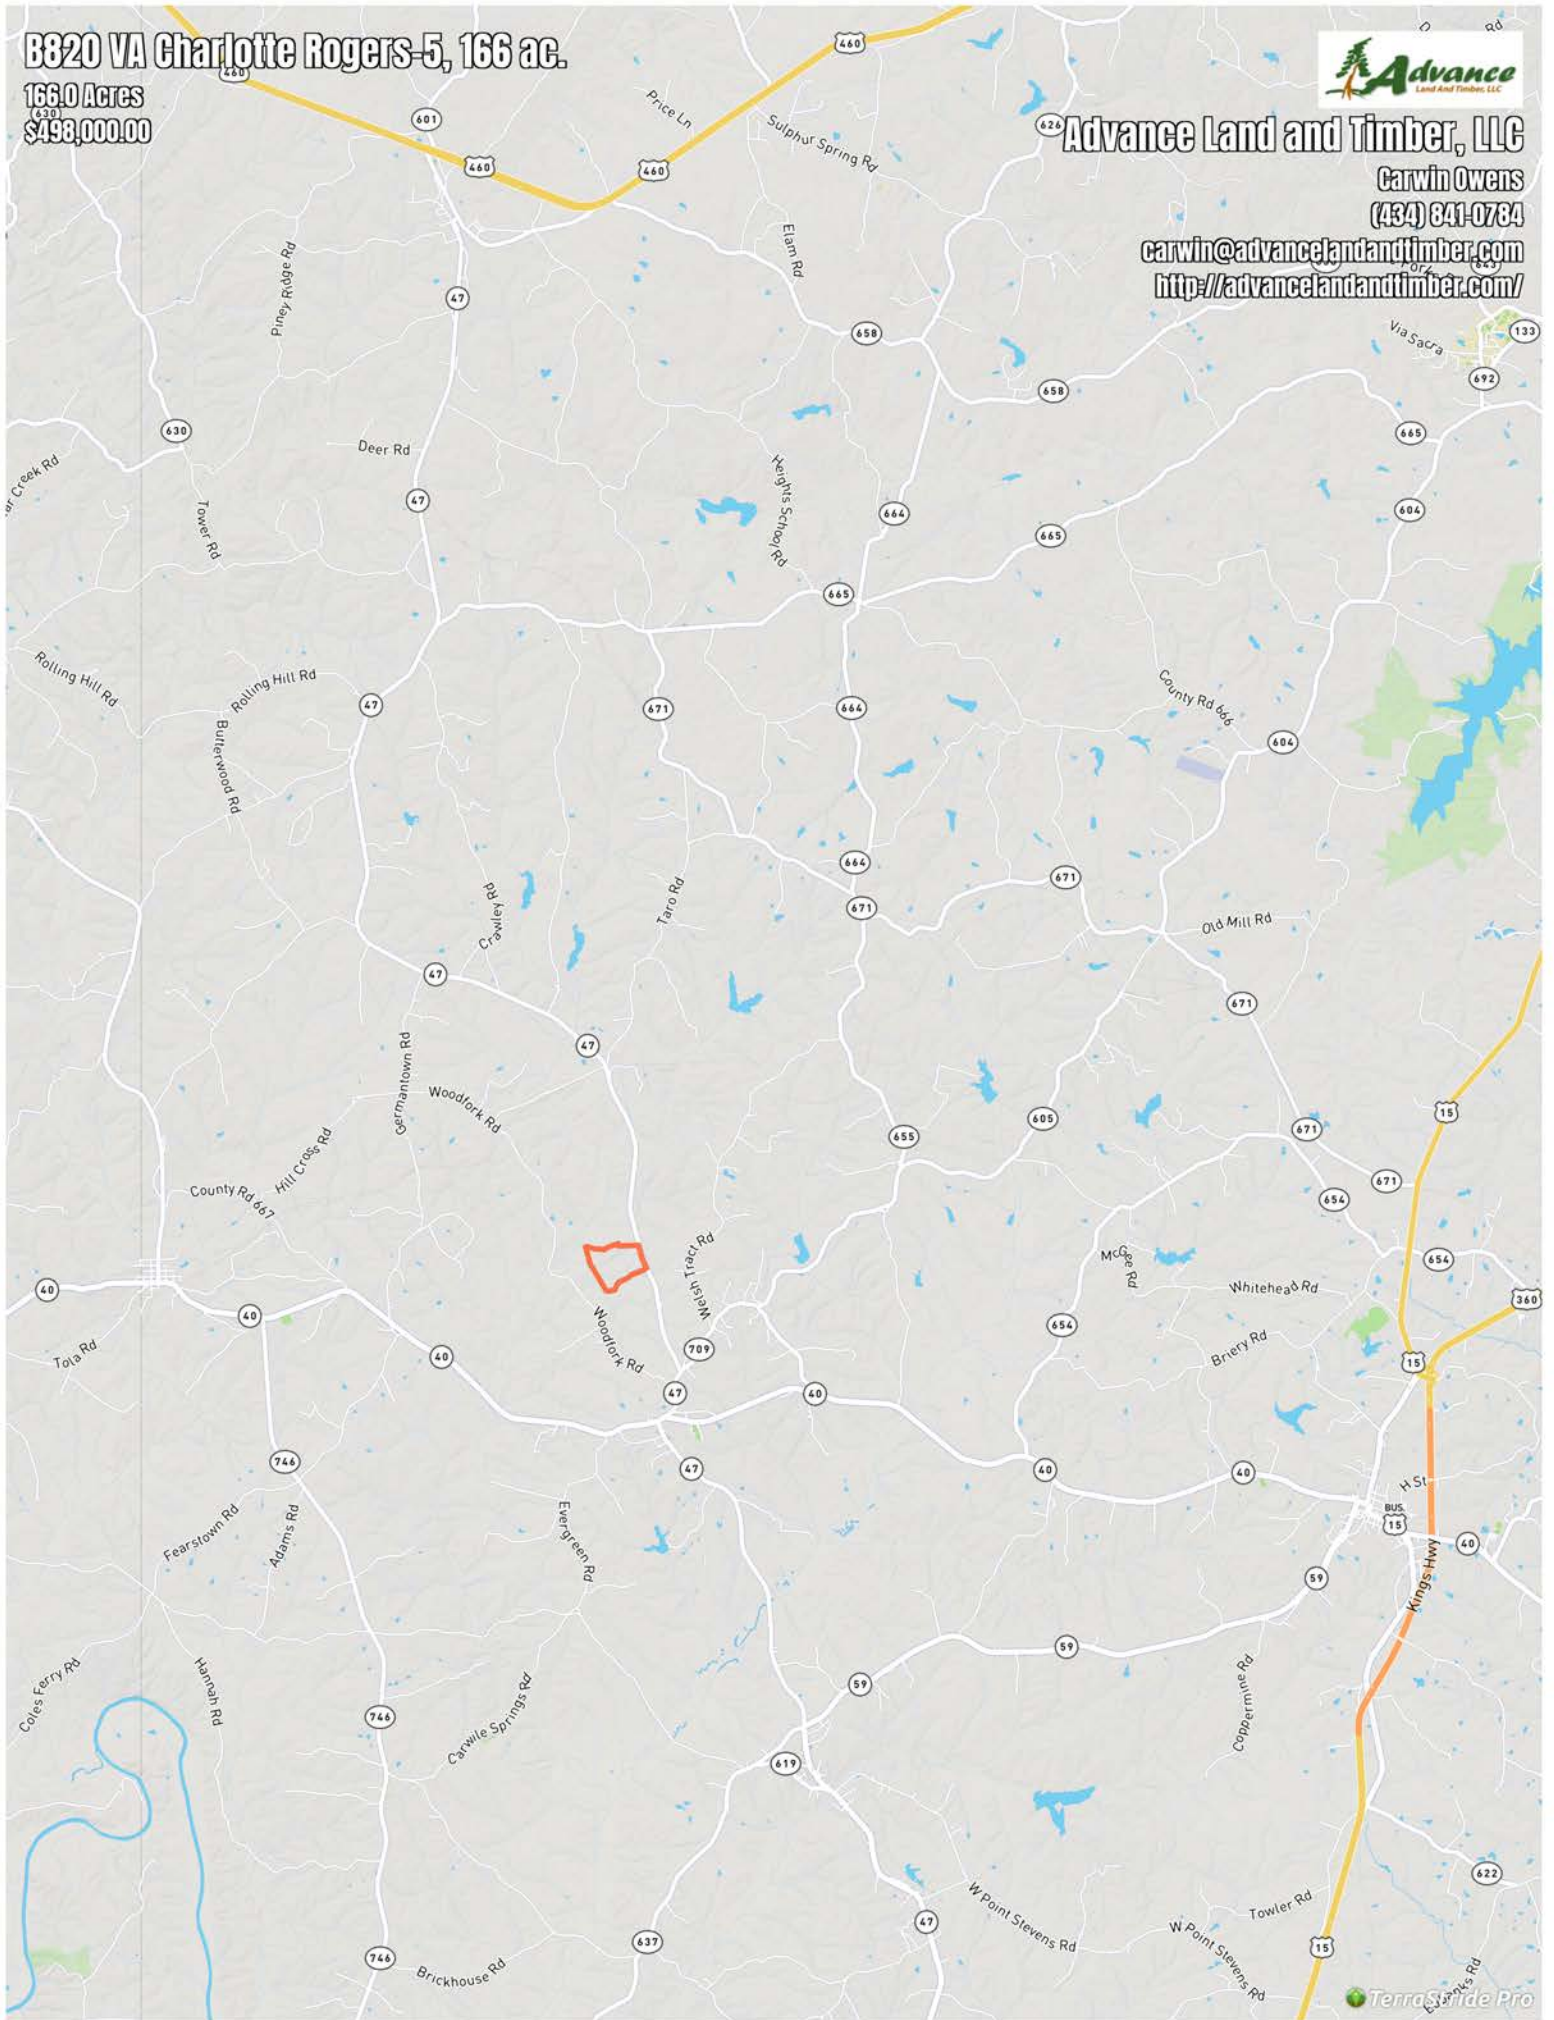 B820 VA Charlotte Rogers-5, 166 ac.
166.0 Acres
$498,000.00
Advance
Land And Timber, LLC
Advance Land and Timber, LLC
Carwin Owens
(434) 841-0784
carwin@advancelandandtimber.com
http://advancelandandtimber.com/
Rd
460
460
630
601
Price Ln
Sulphur Spring Rd
626
460
460
Elam Rd
Piney Ridge Rd
47
643
658
Via Sacra
133
692
658
630
665
Deer Rd
Creek Rd
Heights School Rd
47
Tower Rd
664
604
665
665
Rolling Hill Rd
Rolling Hill Rd
County Rd 666
47
671
664
604
Butterwood Rd
664
671
Crawley Rd
Taro Rd
671
Old Mill Rd
47
671
47
Germantown Rd
Woodfork Rd
15
605
671
655
Hill Cross Rd
County Rd 667
671
654
Welsh Tract Rd
McGee Rd
654
Whitehead Rd
40
360
40
Woodfork Rd
654
Briery Rd
709
Tola Rd
40
15
47
40
746
47
40
40
H St
BUS.
15
Fearstown Rd
Adams Rd
Evergreen Rd
40
59
Kings Hwy
59
Coles Ferry Rd
Hannah Rd
59
Coppermine Rd
746
Carwile Springs Rd
619
622
W Point Stevens Rd
Towler Rd
47
W Point Stevens Rd
637
15
746
Brickhouse Rd
TerraStride Pro